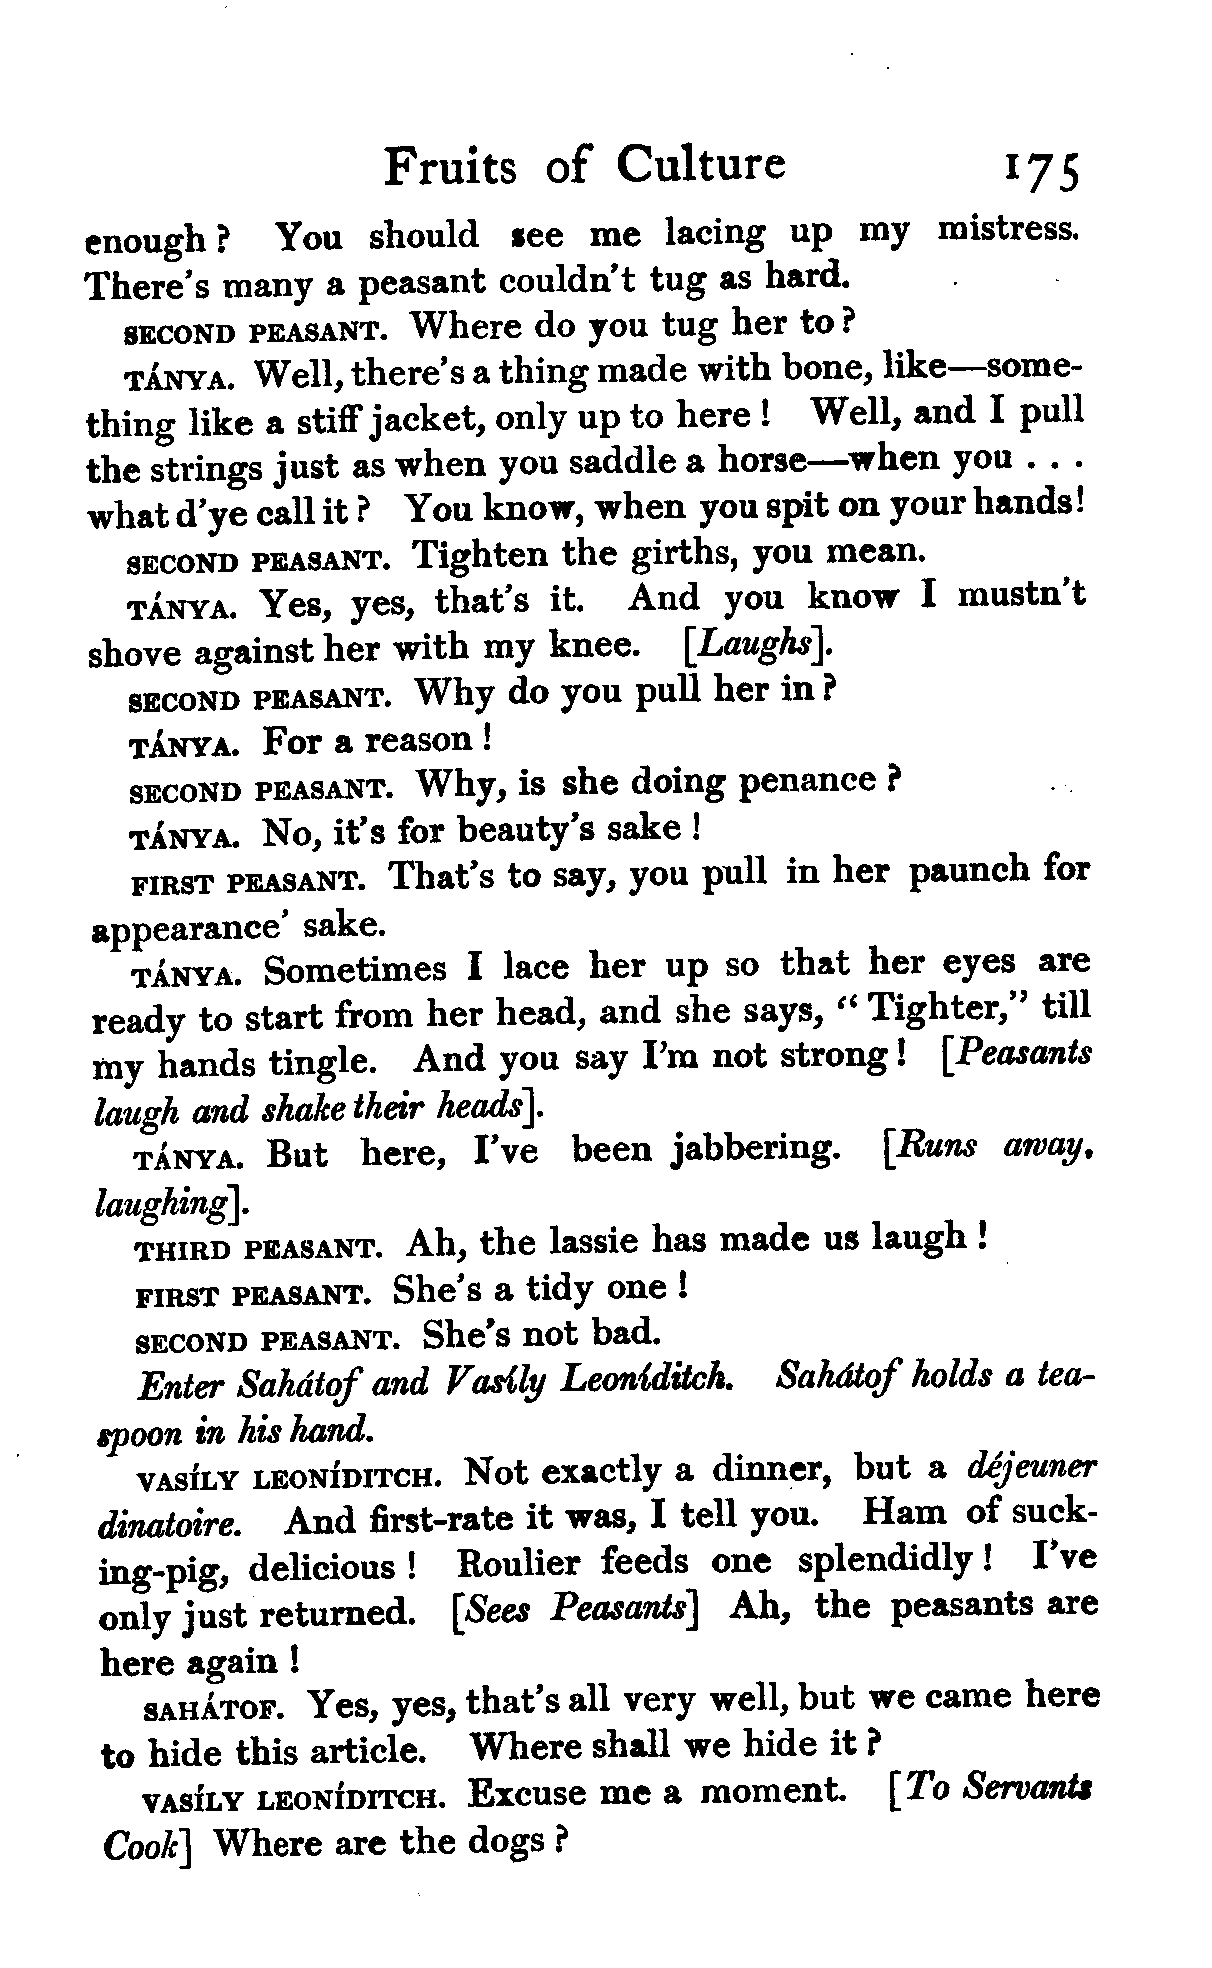 Fruits of Culture 175
enough? You should see me lacing up my mistress.
There's many a peasant couldn't tug as hard.
SECOND PEASANT. Where do you tug her to?
TÁNYA. Well, there's a thing made with bone, like—some-
thing like a stiff jacket, only up to here! Well, and I pull
the strings just as when you saddle a horse—when you . . .
what d'ye call it? You know, when you spit on your hands!
SECOND PEASANT. Tighten the girths, you mean.
TÁNYA. Yes, yes, that's it. And you know I mustn't
shove against her with my knee. [Laughs].
SECOND PEASANT. Why do you pull her in?
TÁNYA. For a reason!
SECOND PEASANT. Why, is she doing penance?
TÁNYA. No, it's for beauty's sake!
FIRST PEASANT. That's to say, you pull in her paunch for
appearance' sake.
TÁNYA. Sometimes I lace her up so that her eyes are
ready to start from her head, and she says, "Tighter," till
my hands tingle. And you say I'm not strong! [Peasants
laugh and shake their heads].
TÁNYA. But here, I've been jabbering. [Runs away,
laughing].
THIRD PEASANT. Ah, the lassie has made us laugh!
FIRST PEASANT. She's a tidy one!
SECOND PEASANT. She's not bad.
Enter Sahátof and Vasíly Leoníditch. Sahátof holds a tea-
spoon in his hand.
VASÍLY LEONÍDITCH. Not exactly a dinner, but a déjeuner
dinatoire. And first-rate it was, I tell you. Ham of suck-
ing-pig, delicious! Roulier feeds one splendidly! I've
only just returned. [Sees Peasants] Ah, the peasants are
here again!
SAHÁTOF. Yes, yes, that's all very well, but we came here
to hide this article. Where shall we hide it?
VASÍLY LEONÍDITCH. Excuse me a moment. [To Servants
Cook] Where are the dogs?